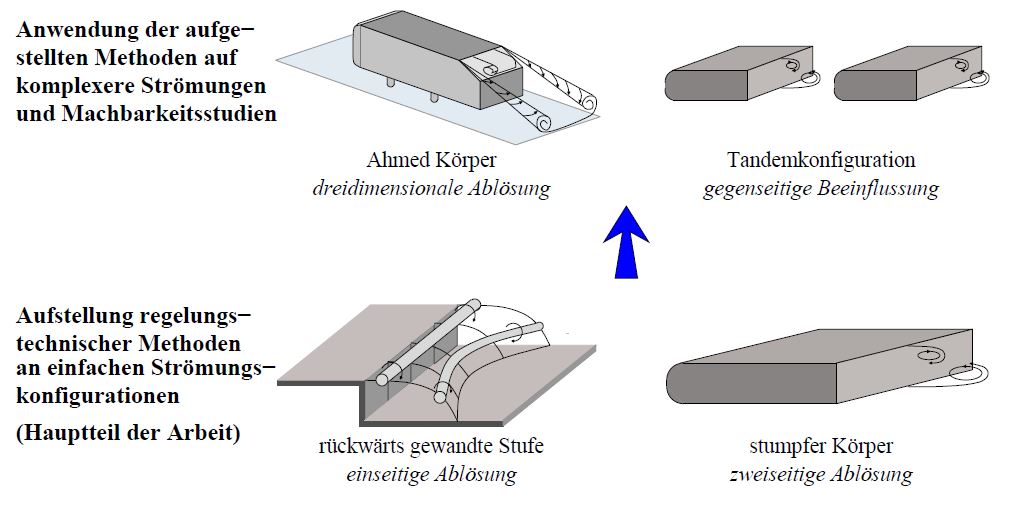 Anwendung der aufge−
stellten Methoden auf
komplexere Strömungen
und Machbarkeitsstudien
Ahmed Körper
dreidimensionale Ablösung
Tandemkonfiguration
gegenseitige Beeinflussung
Aufstellung regelungs−
technischer Methoden
an einfachen Strömungs−
konfigurationen
(Hauptteil der Arbeit)
rückwärts gewandte Stufe
einseitige Ablösung
stumpfer Körper
zweiseitige Ablösung